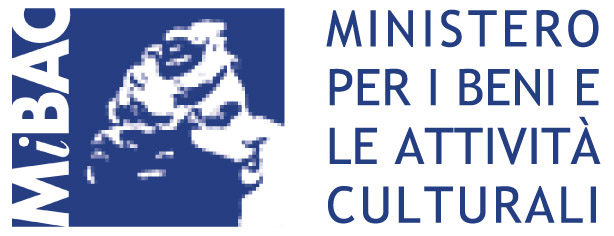 MiBAC
MINISTERO
PER I BENI E
LE ATTIVITÀ
CULTURALI